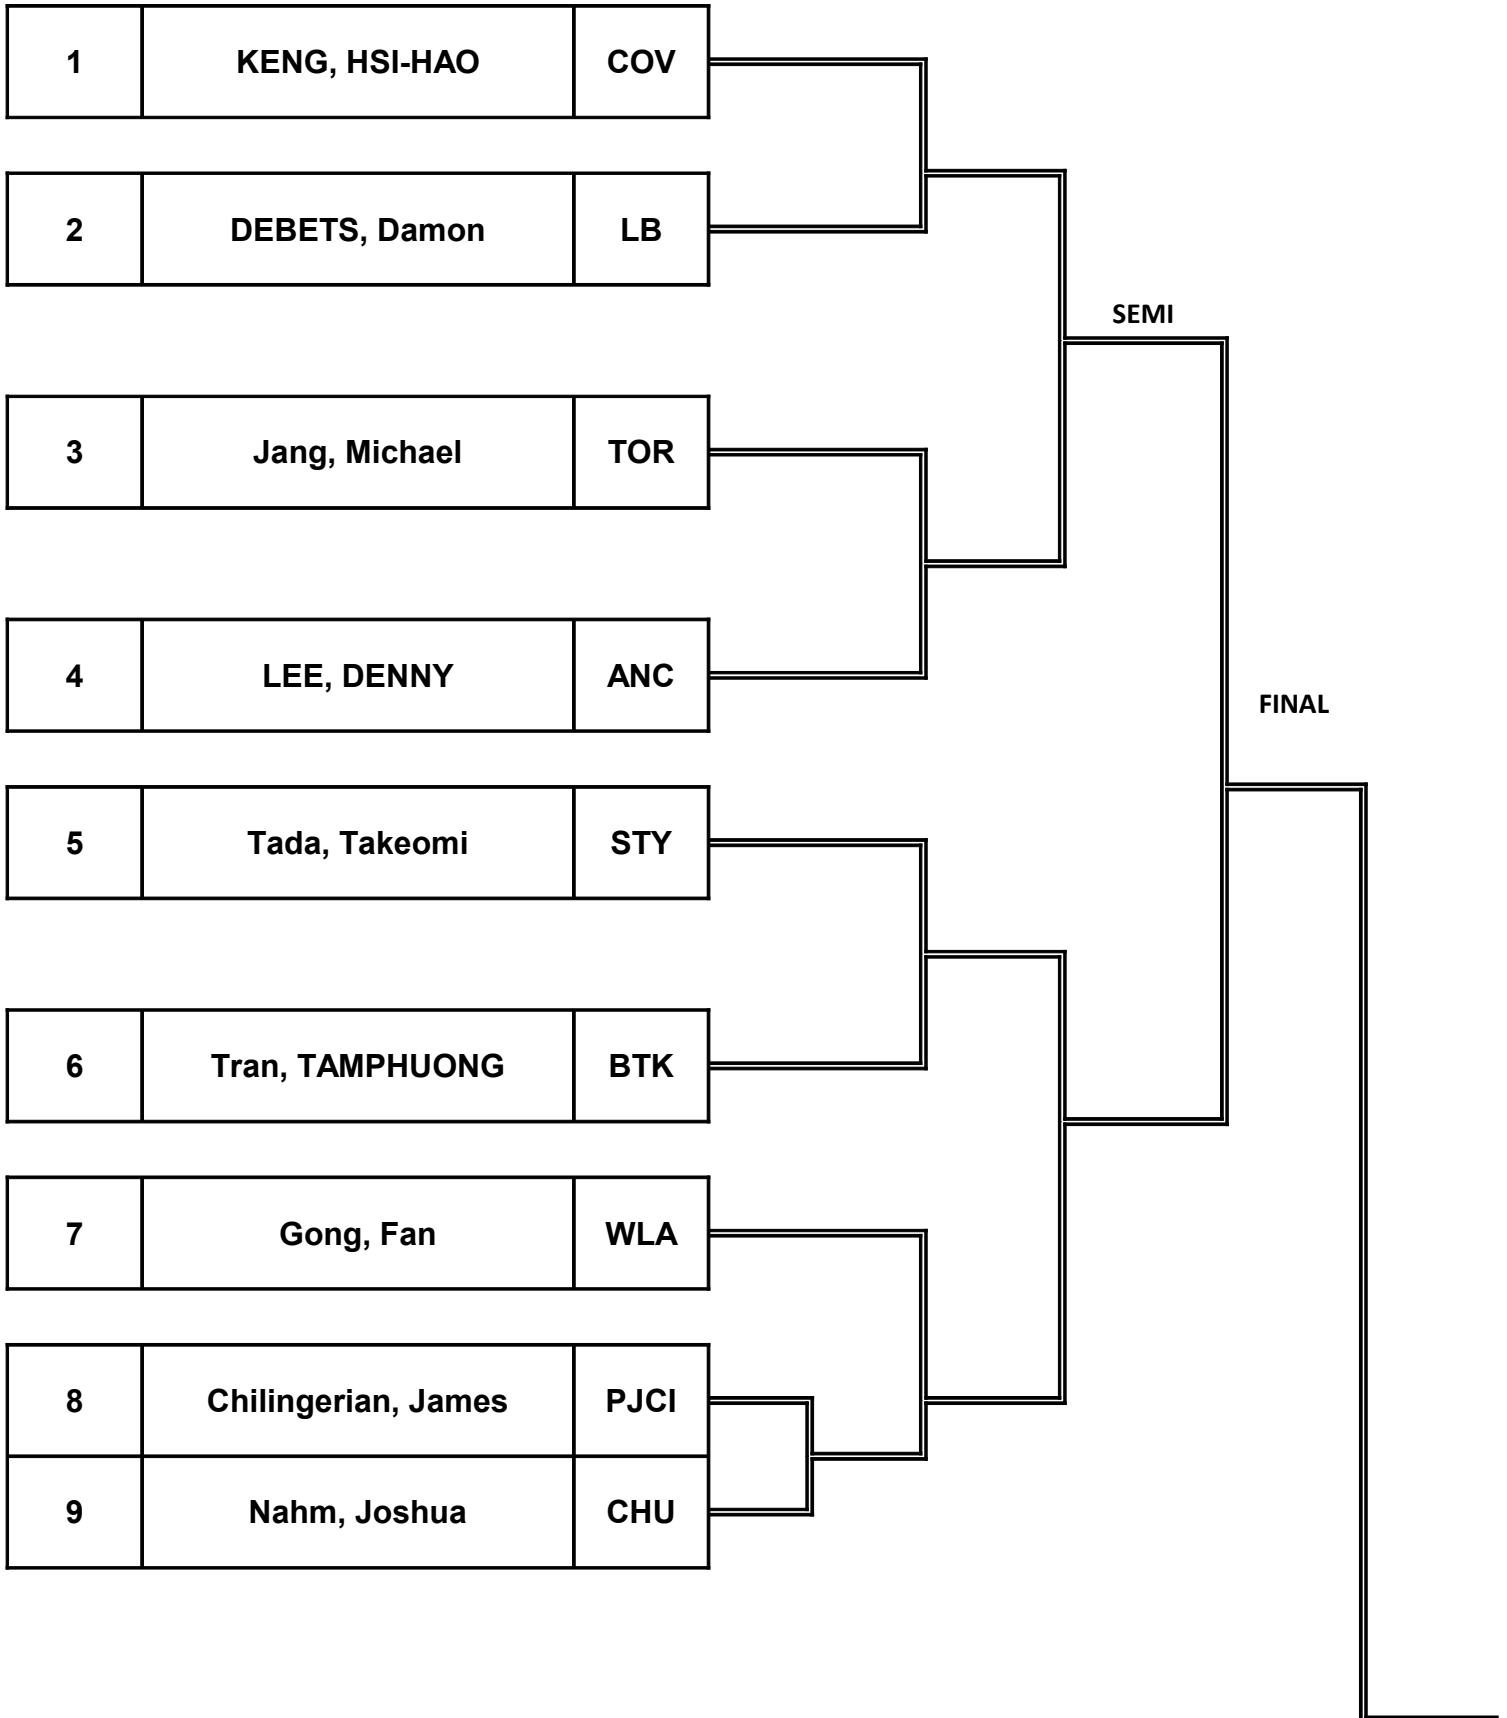 1 KENG, HSI-HAO COV
2 DEBETS, Damon LB
SEMI
3 Jang, Michael TOR
4 LEE, DENNY ANC
FINAL
5 Tada, Takeomi STY
6 Tran, TAMPHUONG BTK
7 Gong, Fan WLA
8 Chilingerian, James PJCI
9 Nahm, Joshua CHU